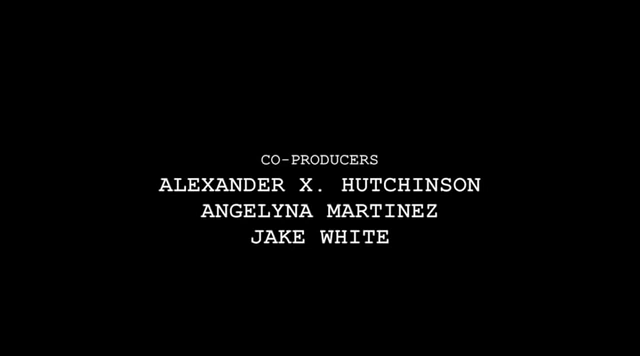 CO-PRODUCERS
ALEXANDER X. HUTCHINSON
ANGELYNA MARTINEZ
JAKE WHITE